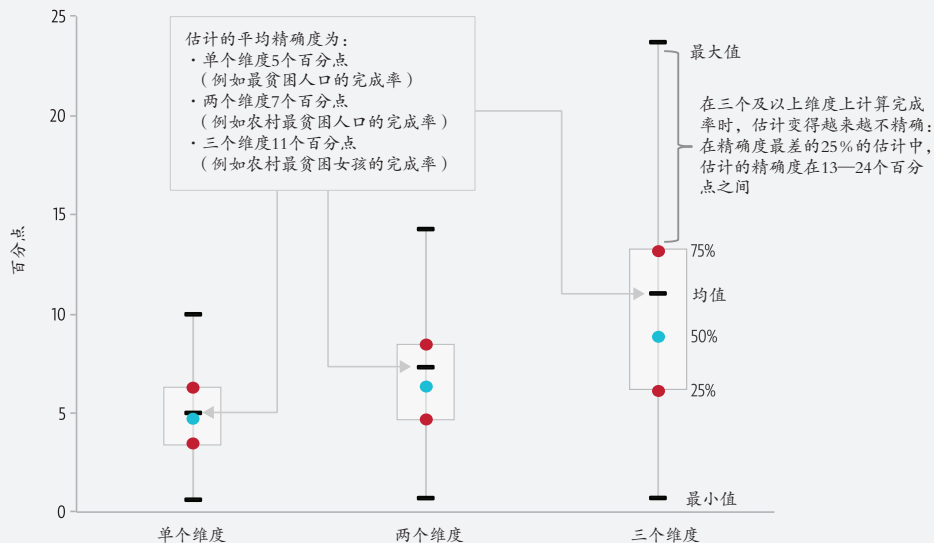 25
20
15
10
5
0
百分点
估计的平均精确度为：
·单个维度5个百分点
（例如最贫困人口的完成率）
·两个维度7个百分点
（例如农村最贫困人口的完成率）
·三个维度11个百分点
（例如农村最贫困女孩的完成率）
最大值
在三个及以上维度上计算完成
率时，估计变得越来越不精确：
在精确度最差的25%的估计中，
估计的精确度在13—24个百分
点之间
75%
均值
50%
25%
最小值
单个维度
两个维度
三个维度